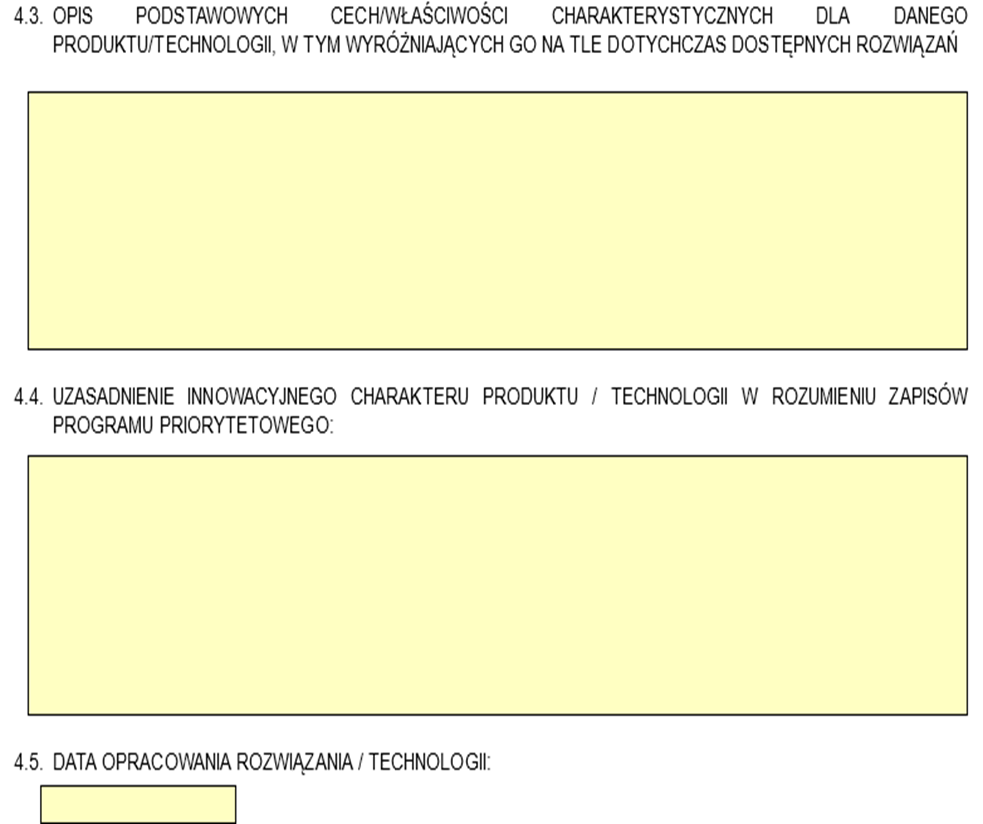 4.3. OPIS PODSTAWOWYCH CECH/WŁAŚCIWOŚCI CHARAKTERYSTYCZNYCH DLA DANEGO
PRODUKTU/TECHNOLOGII, W TYM WYRÓŻNIAJĄCYCH GO NA TLE DOTYCHCZAS DOSTĘPNYCH ROZWIĄZAŃ
4.4. UZASADNIENIE INNOWACYJNEGO CHARAKTERU PRODUKTU / TECHNOLOGII W ROZUMIENIU ZAPISÓW
PROGRAMU PRIORYTETOWEGO:
4.5. DATA OPRACOWANIA ROZWIĄZANIA / TECHNOLOGII: